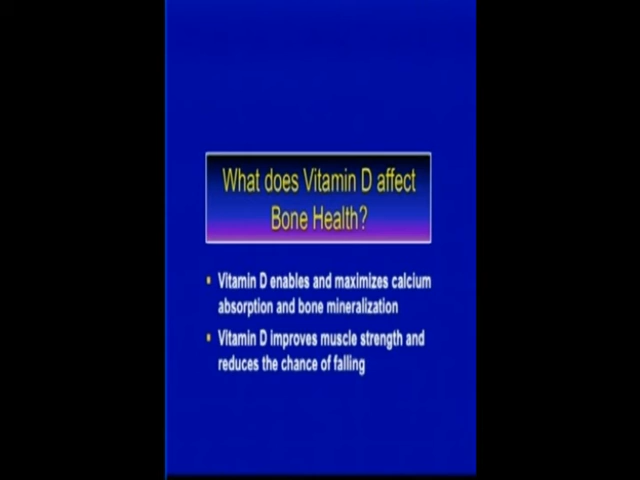 What does Vitamin D affect
Bone Health?
Vitamin D enables and maximizes calcium
absorption and bone mineralization
Vitamin D improves muscle strength and
reduces the chance of falling